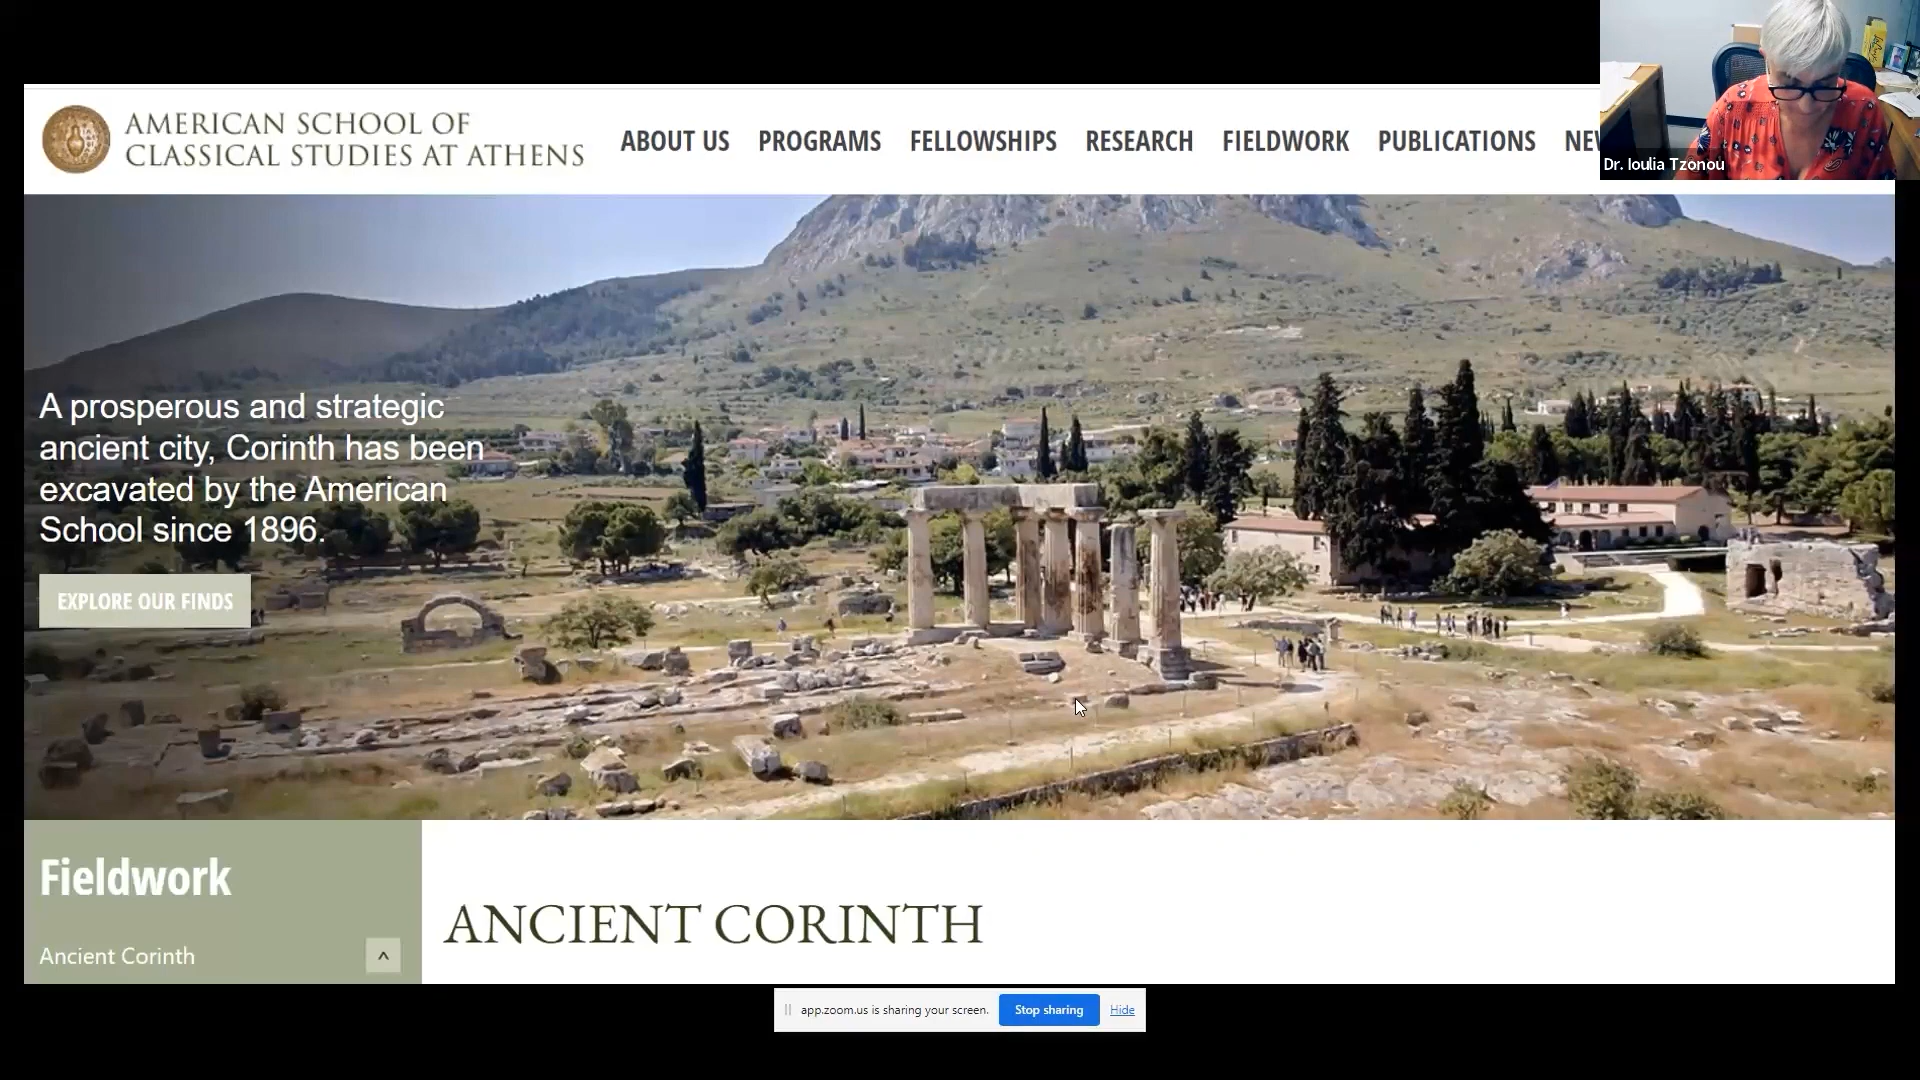 AMERICAN SCHOOL OF
CLASSICAL STUDIES AT ATHENS
ABOUT US
PROGRAMS
FELLOWSHIPS
RESEARCH
FIELDWORK
PUBLICATIONS
Dr. Ioulia Tzonou
A prosperous and strategic
ancient city, Corinth has been
excavated by the American
School since 1896.
EXPLORE OUR FINDS
Fieldwork
Ancient Corinth
ANCIENT CORINTH
app.zoom.us is sharing your screen.
Stop sharing
Hide